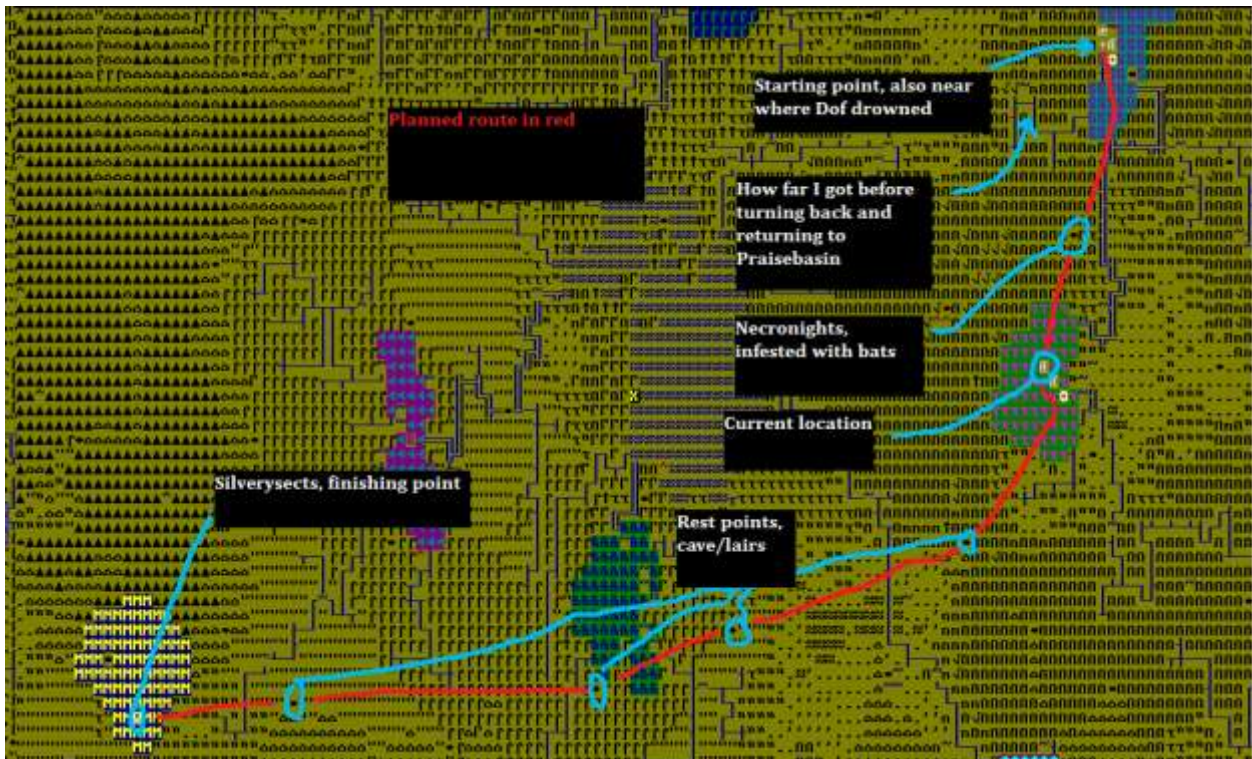 Starting point, also near
where Dof drowned
Planned route in red
How far I got before
turning back and
returning to
Praisebasin
Necronights,
infested with bats
Current location
Silverysects, finishing point
Rest points,
cave/lairs